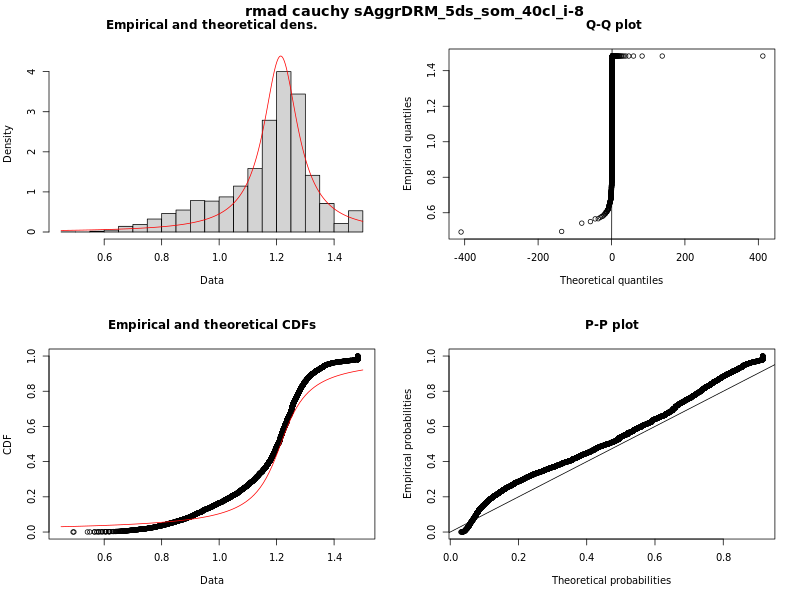 rmad cauchy sAggrDRM_5ds_som_40cl_i-8
Empirical and theoretical dens.
Density
0 1 2 3 4
0.6 0.8 1.0 1.2 1.4
Data
Q-Q plot
Empirical quantiles
0.6 0.8 1.0 1.2 1.4
-400 -200 0 200 400
Theoretical quantiles
Empirical and theoretical CDFs
CDF
0.0 0.2 0.4 0.6 0.8 1.0
0.6 0.8 1.0 1.2 1.4
Data
P-P plot
Empirical probabilities
0.0 0.2 0.4 0.6 0.8 1.0
0.0 0.2 0.4 0.6 0.8
Theoretical probabilities